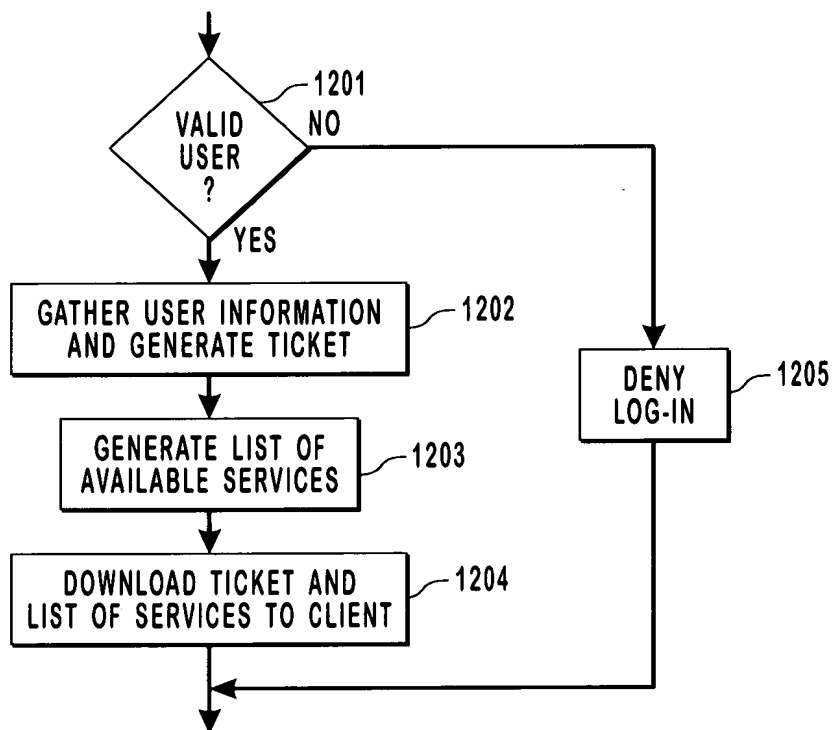 1201
VALID
USER
?
NO
YES
GATHER USER INFORMATION
AND GENERATE TICKET
1202
GENERATE LIST OF
AVAILABLE SERVICES
1203
DENY
LOG-IN
1205
DOWNLOAD TICKET AND
LIST OF SERVICES TO CLIENT
1204